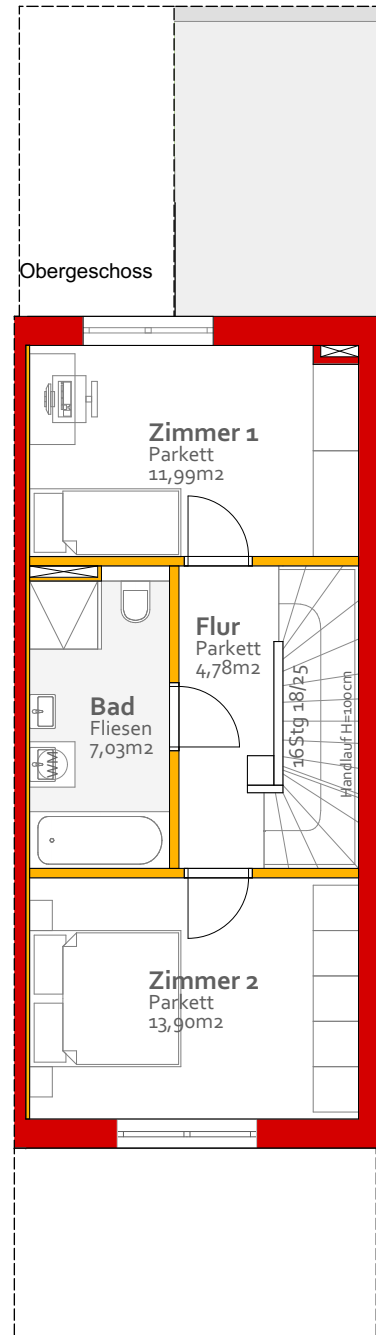 Obergeschoss
Zimmer 1
Parkett
11,99m2
Flur
Parkett
4,78m2
16Stg 18/25
Handlauf H=100cm
Bad
Fliesen
7,03m2
Zimmer 2
Parkett
13,90m2